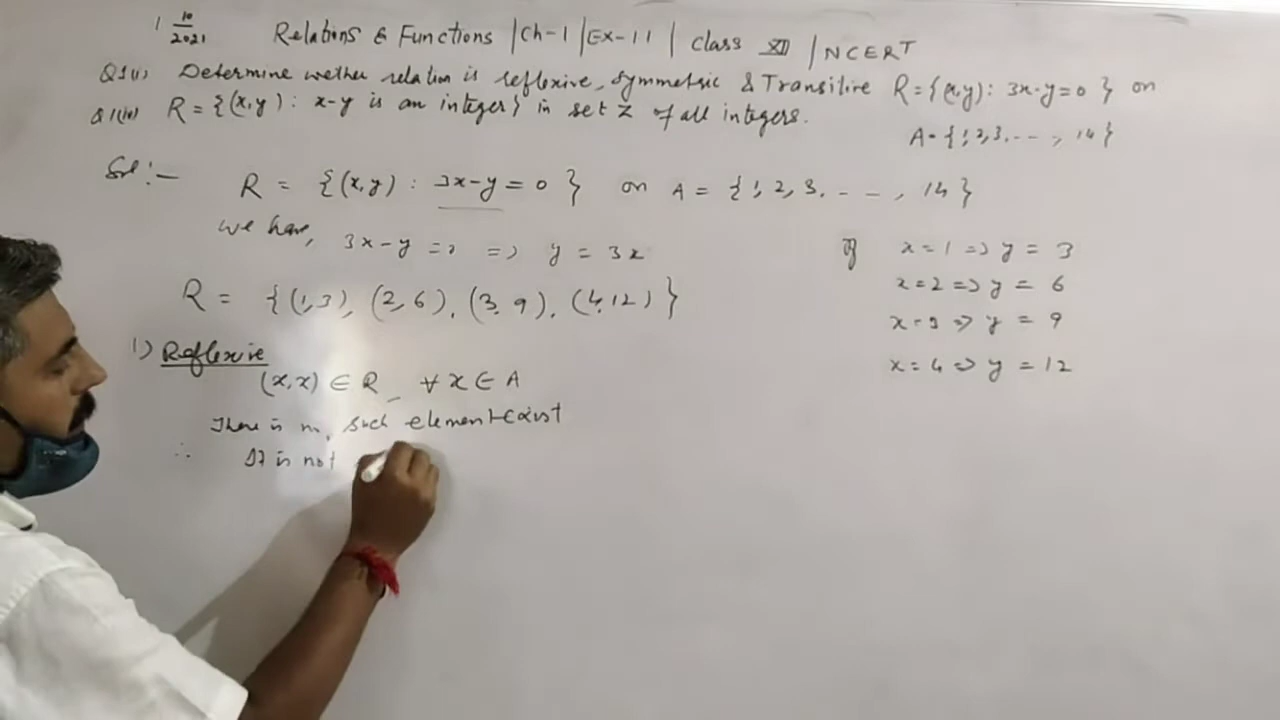 1 10/2021
Relations & Functions | Ch-1 | Ex-1.1 | Class XII | NCERT
Q1(i) Determine wether relation is reflexive, symmetric & Transitive R={(x,y): 3x-y=0 } on
A={1,2,3,---, 14}
R={(x,y): x-y is an integer} in set Z of all integers.
Sol:-
R = {(x,y) : 3x-y=0 } on A = {1, 2, 3, - - -, 14}
we have, 3x-y=0 => y = 3x
R = {(1,3), (2,6), (3,9), (4,12)}
If x=1 => y = 3
x=2 => y = 6
x=3 => y = 9
x=4 => y = 12
1) Reflexive
(x,x) ∈ R, ∀ x ∈ A
There is no such element exist
∴ It is not